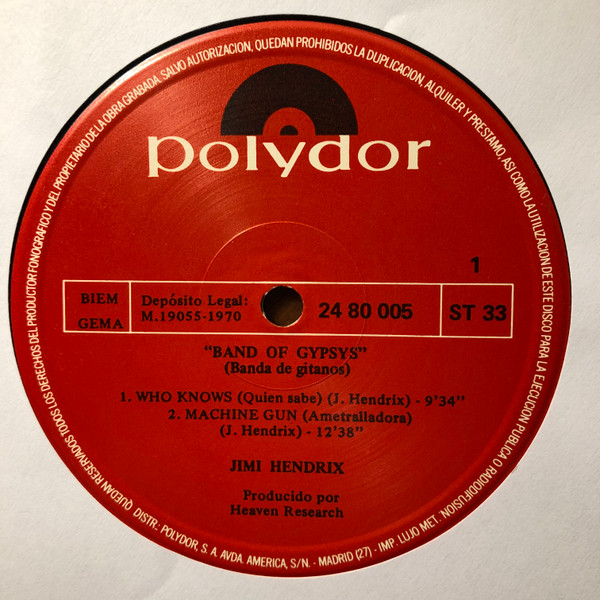 polydor
1
BIEM
GEMA
Depósito Legal:
M.19055-1970
24 80 005
ST 33
"BAND OF GYPSYS"
(Banda de gitanos)
1. WHO KNOWS (Quien sabe) (J. Hendrix) - 9'34"
2. MACHINE GUN (Ametralladora)
(J. Hendrix) - 12'38"
JIMI HENDRIX
Producido por
Heaven Research
QUEDAN RESERVADOS TODOS LOS DERECHOS DEL PRODUCTOR FONOGRAFICO Y DEL PROPIETARIO DE LA OBRA GRABADA. SALVO AUTORIZACION, QUEDAN PROHIBIDOS LA DUPLICACION, ALQUILER Y PRESTAMO, ASI COMO LA UTILIZACION DE ESTE DISCO PARA LA EJECUCION PUBLICA O RADIODIFUSION.
DISTR.: POLYDOR, S. A. AVDA. AMERICA, S/N. - MADRID (27) - IMP. LUJO MET.